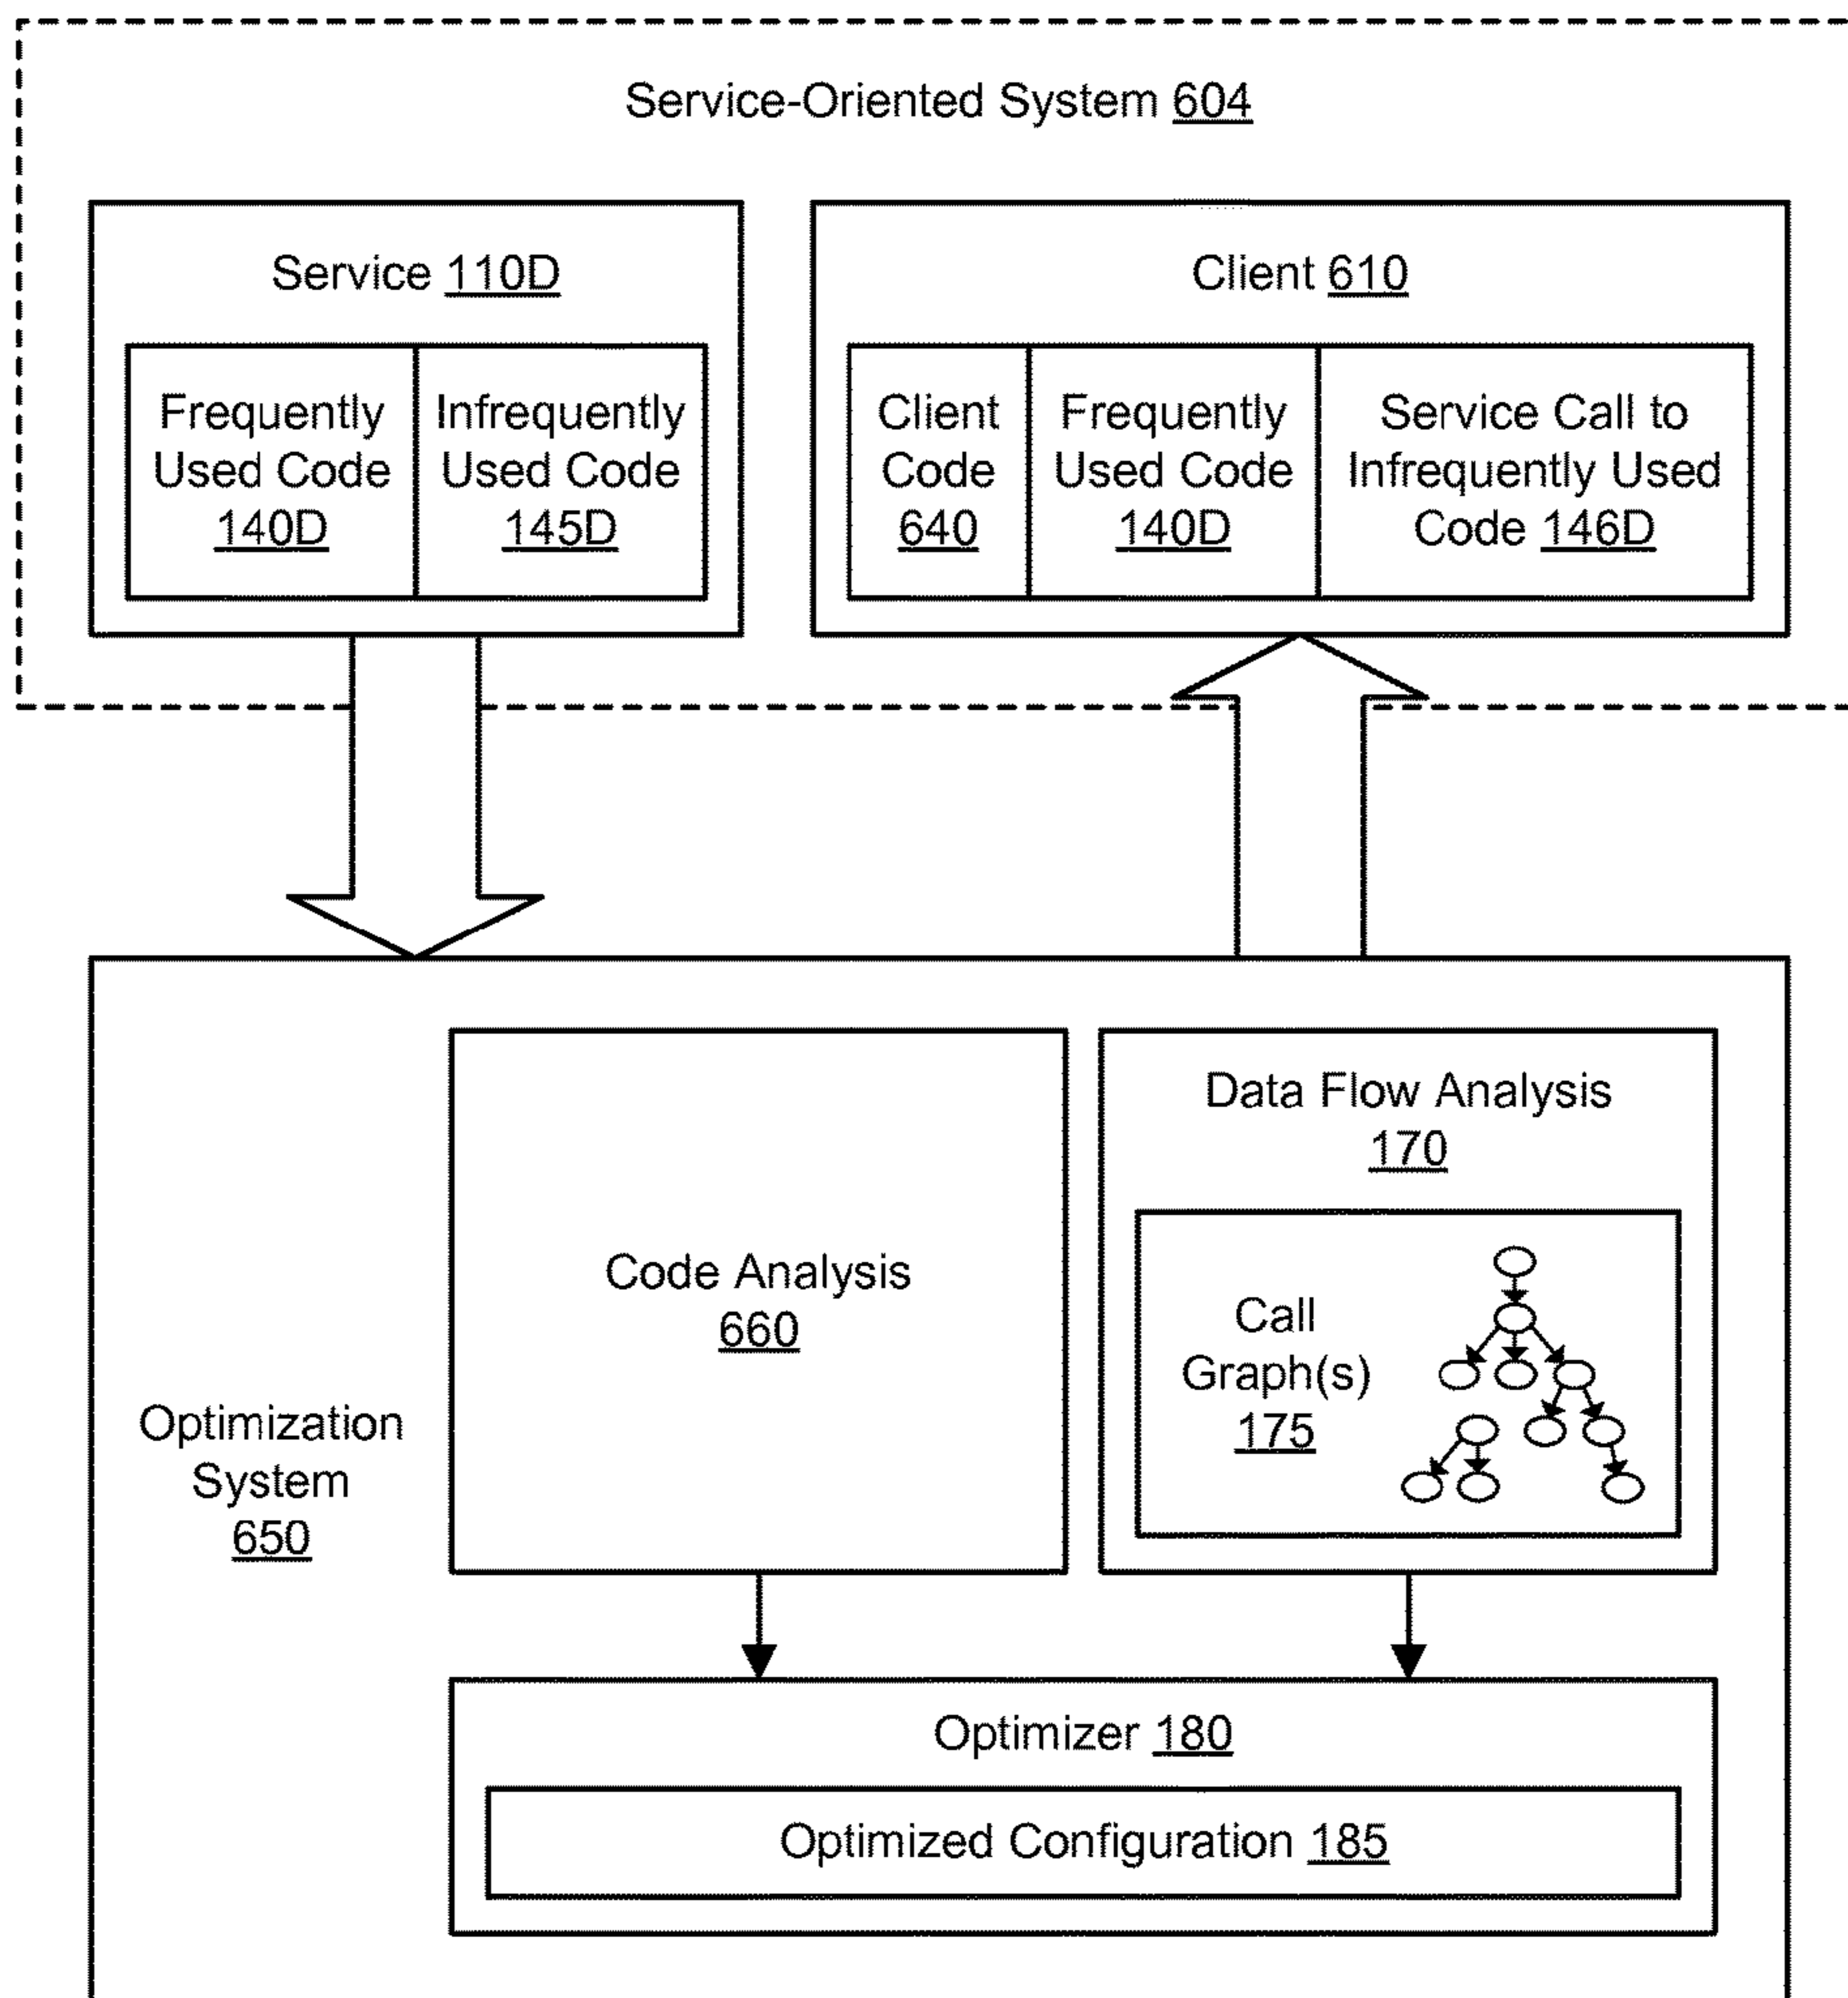 Service-Oriented System 604
Service 110D
Frequently
Used Code
140D
Infrequently
Used Code
145D
Client 610
Client
Code
640
Frequently
Used Code
140D
Service Call to
Infrequently Used
Code 146D
Optimization
System
650
Code Analysis
660
Data Flow Analysis
170
Call
Graph(s)
175
Optimizer 180
Optimized Configuration 185